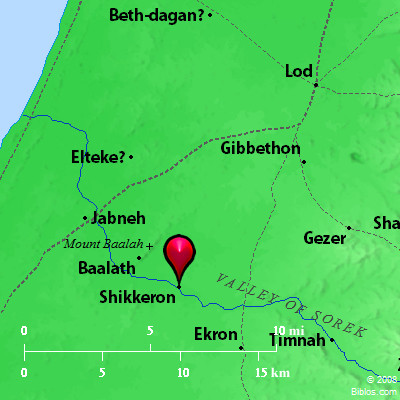 Beth-dagan?
Lod
Gibbethon
Elteke?
Jabneh
Sha
Gezer
Mount Baalah
Baalath
VALLEY OF SOREK
Shikkeron
0 5 10 mi
Ekron
Timnah
0 5 10 15 km
Biblos.com